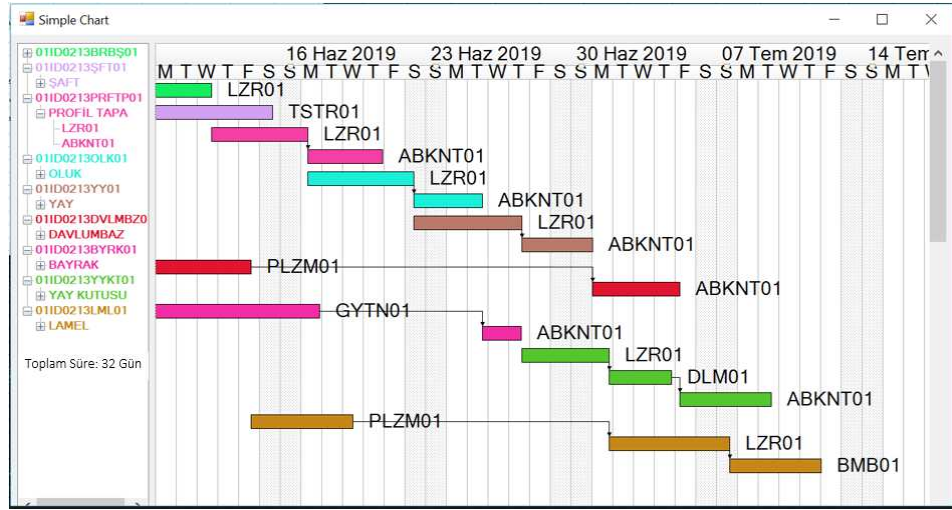 Simple Chart
16 Haz 2019 23 Haz 2019 30 Haz 2019 07 Tem 2019 14 Tem
M T W T F S S M T W T F S S M T W T F S S M T W T F S S M T W T F S S M T W
01ID0213BRBŞ01
01ID0213ŞFT01
ŞAFT
01ID0213PRFTP01
PROFİL TAPA
LZR01
ABKNT01
01ID0213OLK01
OLUK
01ID0213YY01
YAY
01ID0213DVLMBZ0
DAVLUMBAZ
01ID0213BYRK01
BAYRAK
01ID0213YYKT01
YAY KUTUSU
01ID0213LML01
LAMEL
Toplam Süre: 32 Gün
LZR01
TSTR01
LZR01
ABKNT01
LZR01
ABKNT01
LZR01
ABKNT01
PLZM01
ABKNT01
GYTN01
ABKNT01
LZR01
DLM01
ABKNT01
PLZM01
LZR01
BMB01